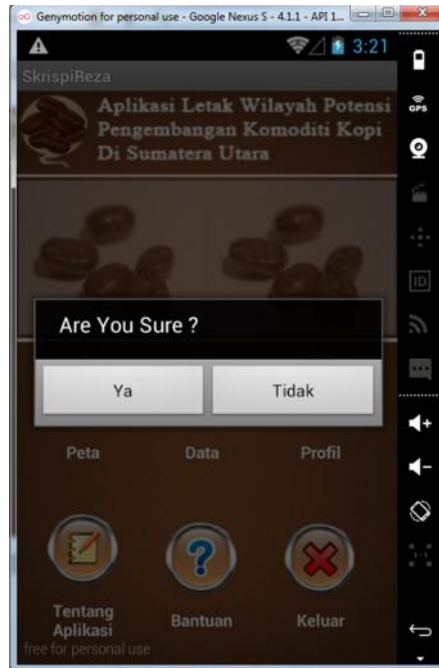 Genymotion for personal use - Google Nexus S - 4.1.1 - API 1...
3:21
SkrispiReza
Aplikasi Letak Wilayah Potensi
Pengembangan Komoditi Kopi
Di Sumatera Utara
Are You Sure ?
Ya
Tidak
Peta
Data
Profil
Tentang
Aplikasi
Bantuan
Keluar
free for personal use
GPS
ID
1:1